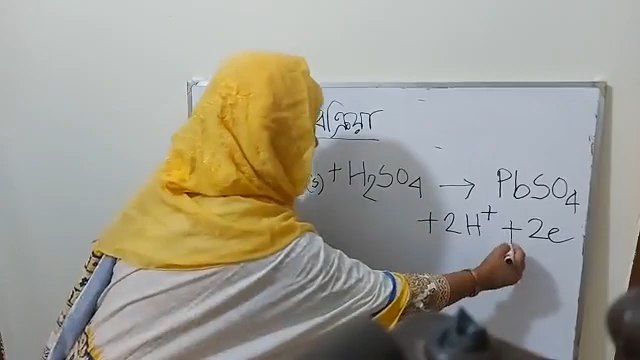 (s) + H₂SO₄ → PbSO₄
+ 2H⁺ + 2e